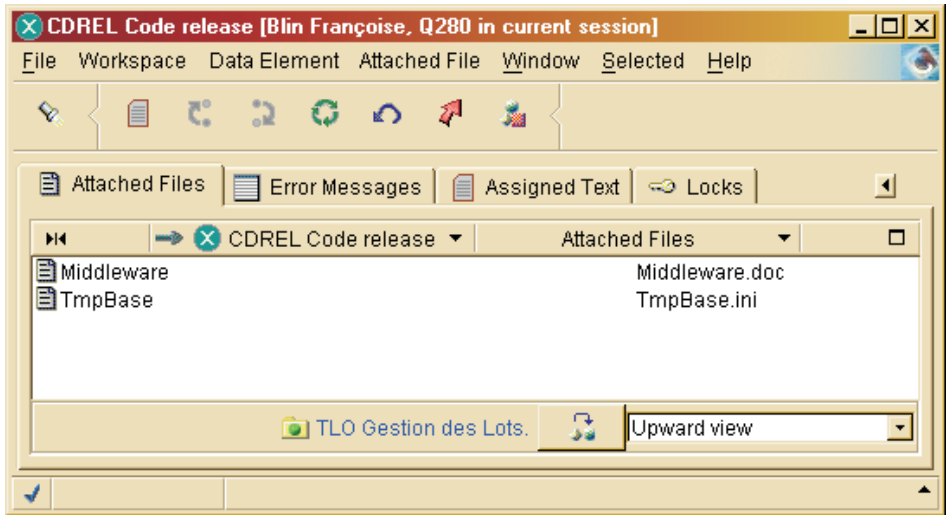 CDREL Code release [Blin Françoise, Q280 in current session]
File Workspace Data Element Attached File Window Selected Help
Attached Files Error Messages Assigned Text Locks
CDREL Code release Attached Files
Middleware Middleware.doc
TmpBase TmpBase.ini
TLO Gestion des Lots. Upward view